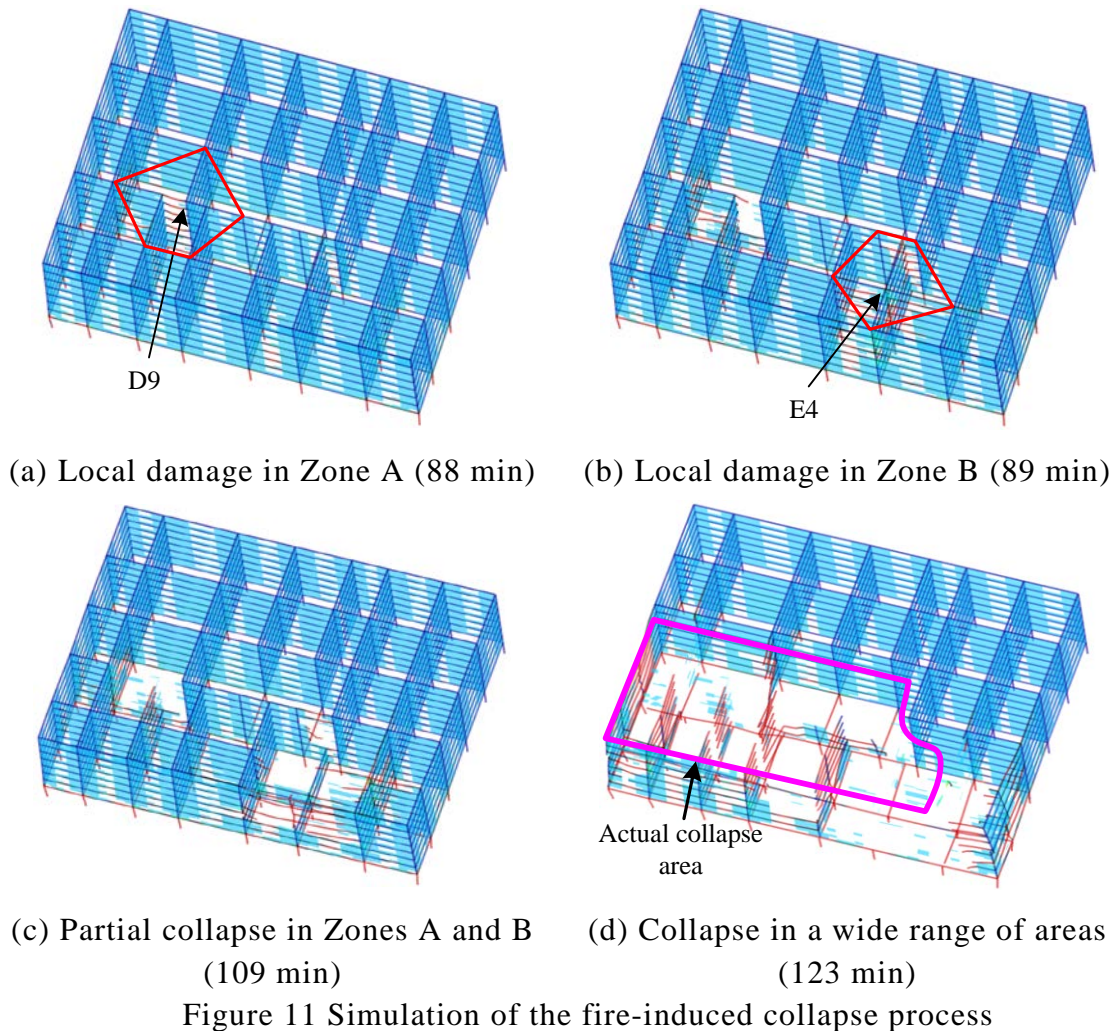 D9
E4
(a) Local damage in Zone A (88 min)
(b) Local damage in Zone B (89 min)
Actual collapse
area
(c) Partial collapse in Zones A and B
(109 min)
(d) Collapse in a wide range of areas
(123 min)
Figure 11 Simulation of the fire-induced collapse process